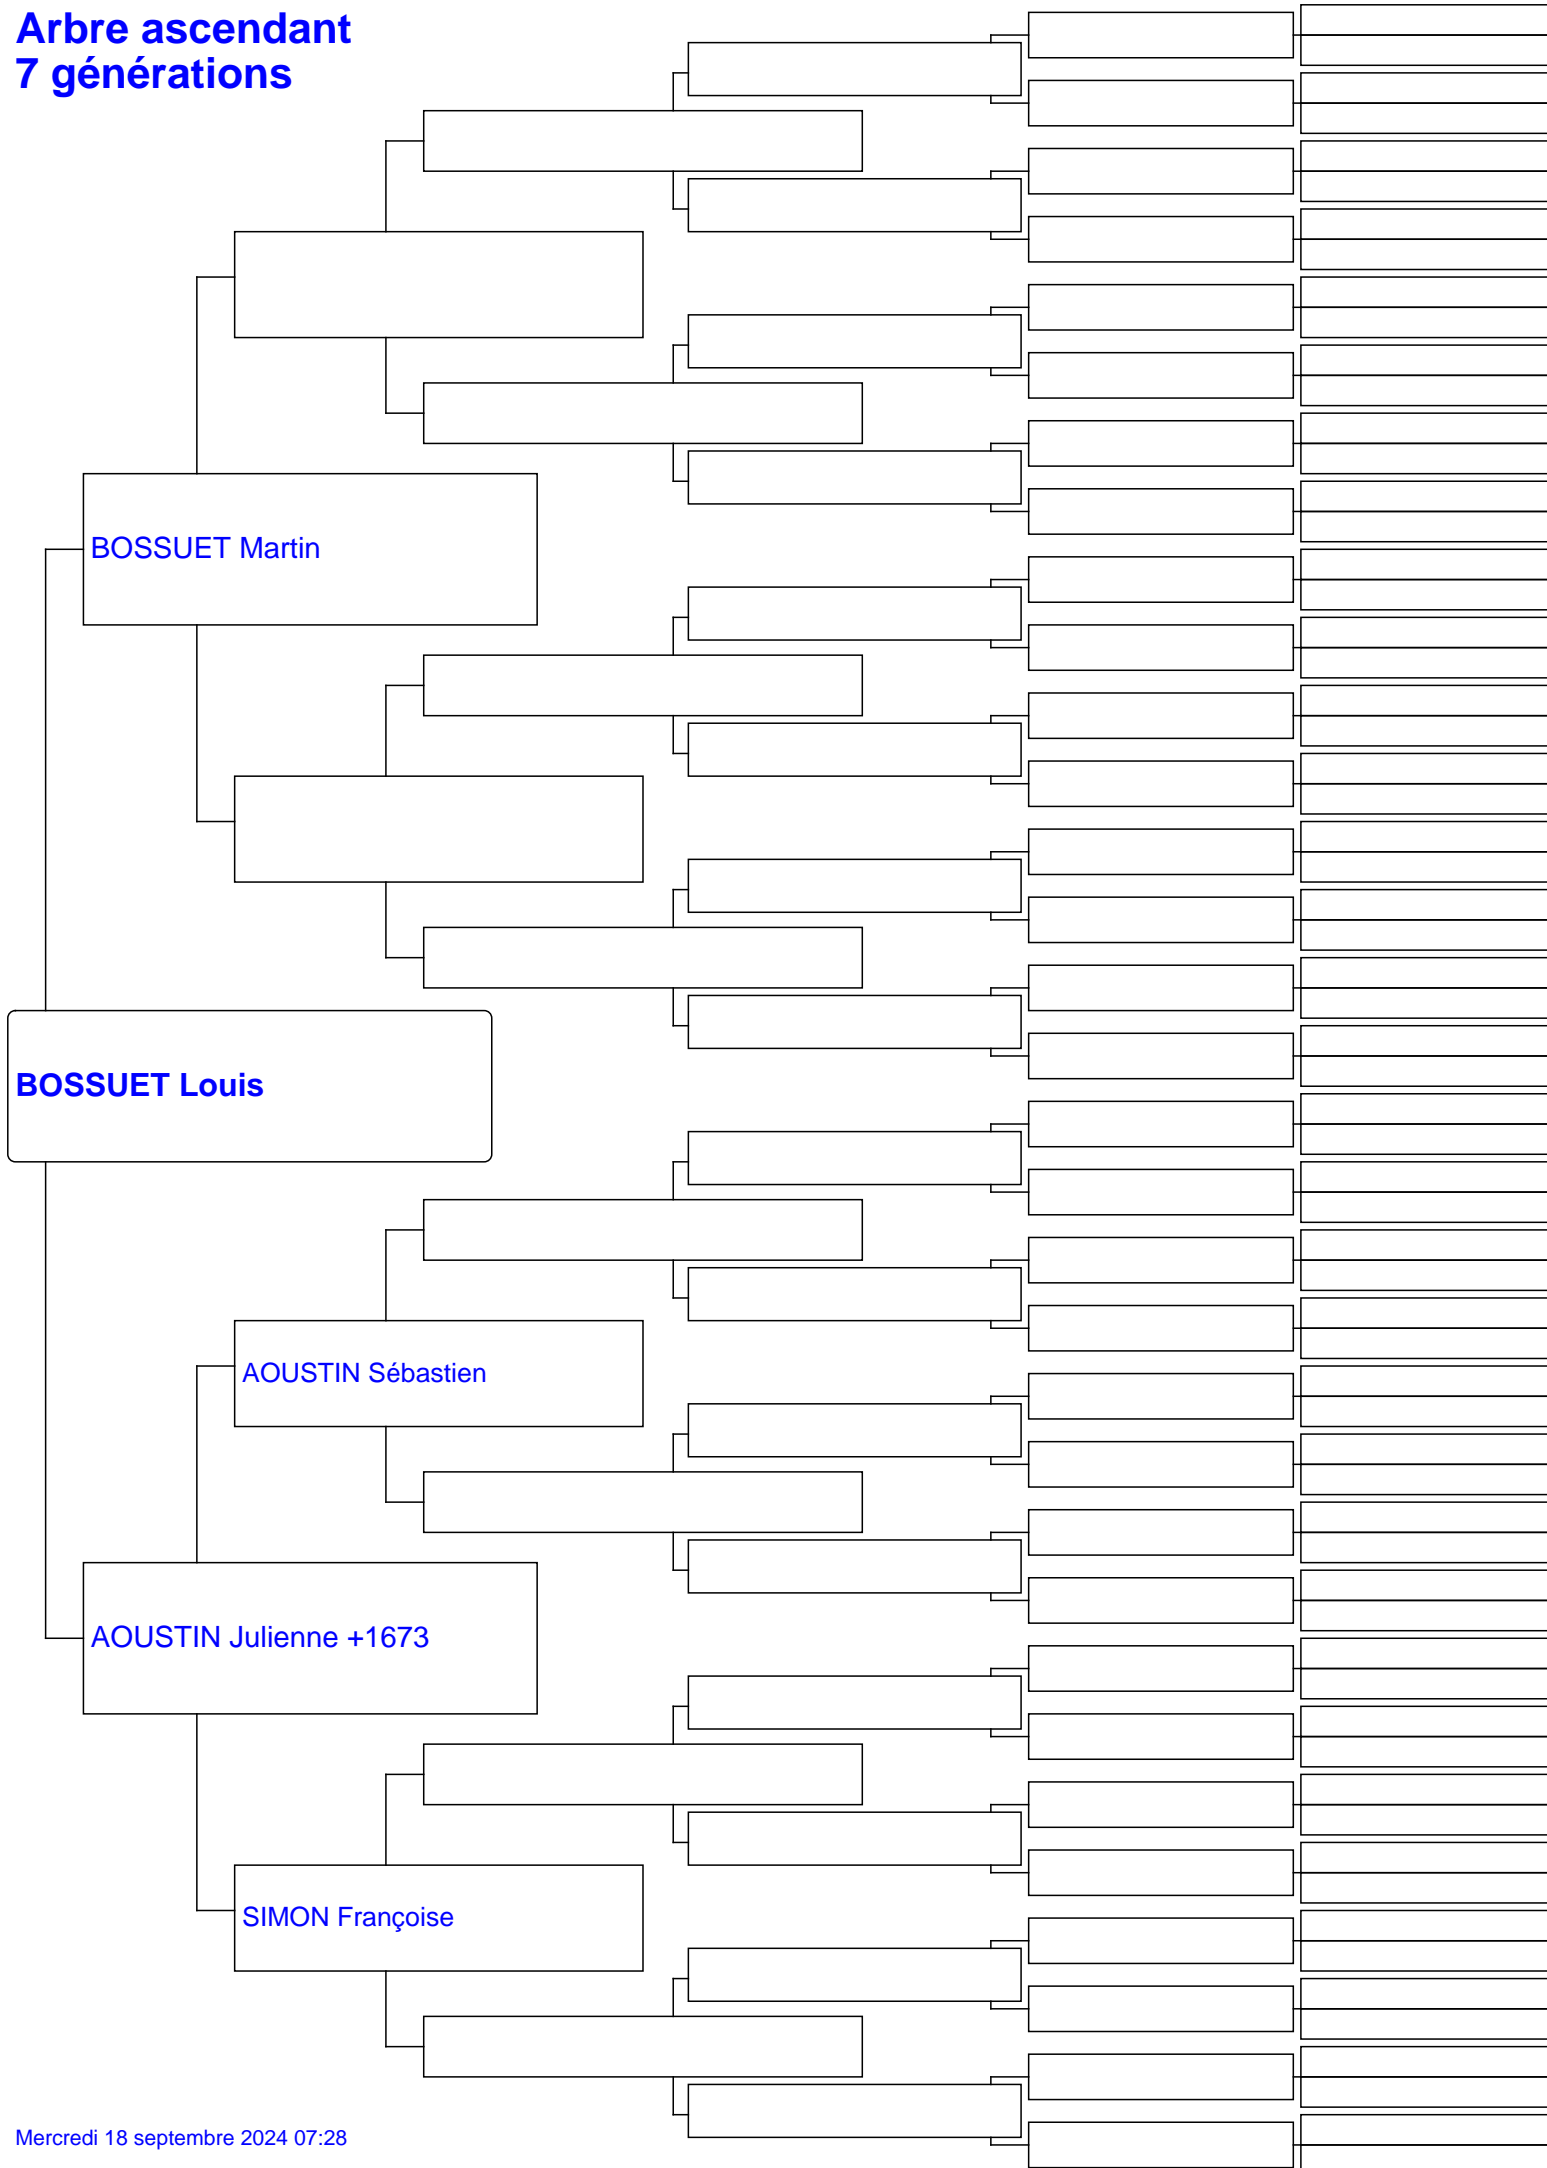 Arbre ascendant
7 générations
BOSSUET Martin
BOSSUET Louis
AOUSTIN Sébastien
AOUSTIN Julienne +1673
SIMON Françoise
Mercredi 18 septembre 2024 07:28